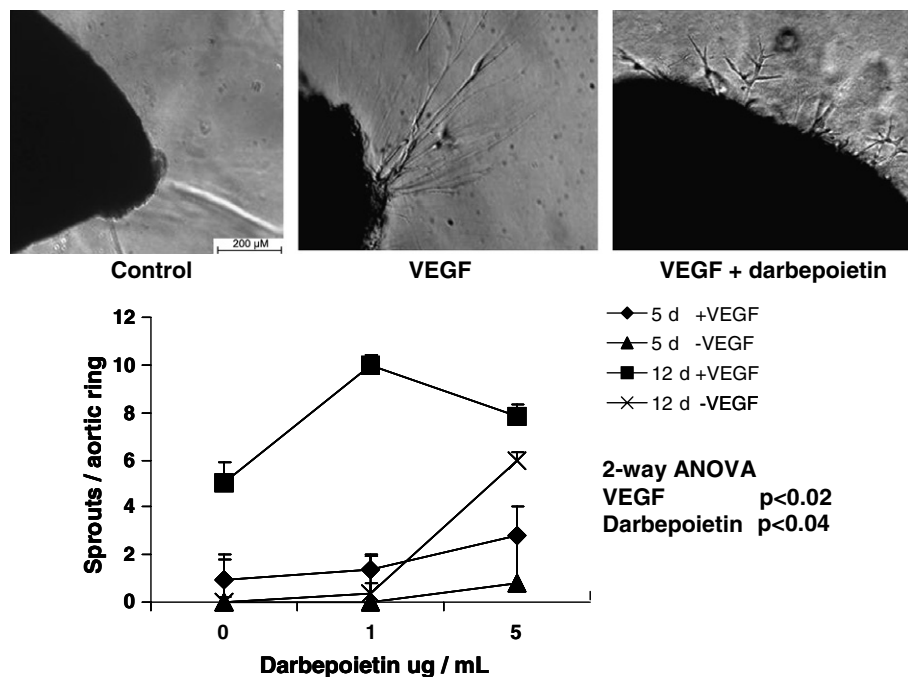 200 µM
Control
VEGF
VEGF + darbepoietin
5 d +VEGF
5 d -VEGF
12 d +VEGF
12 d -VEGF
2-way ANOVA
VEGF p<0.02
Darbepoietin p<0.04
Sprouts / aortic ring
12
10
8
6
4
2
0
0 1 5
Darbepoietin ug / mL